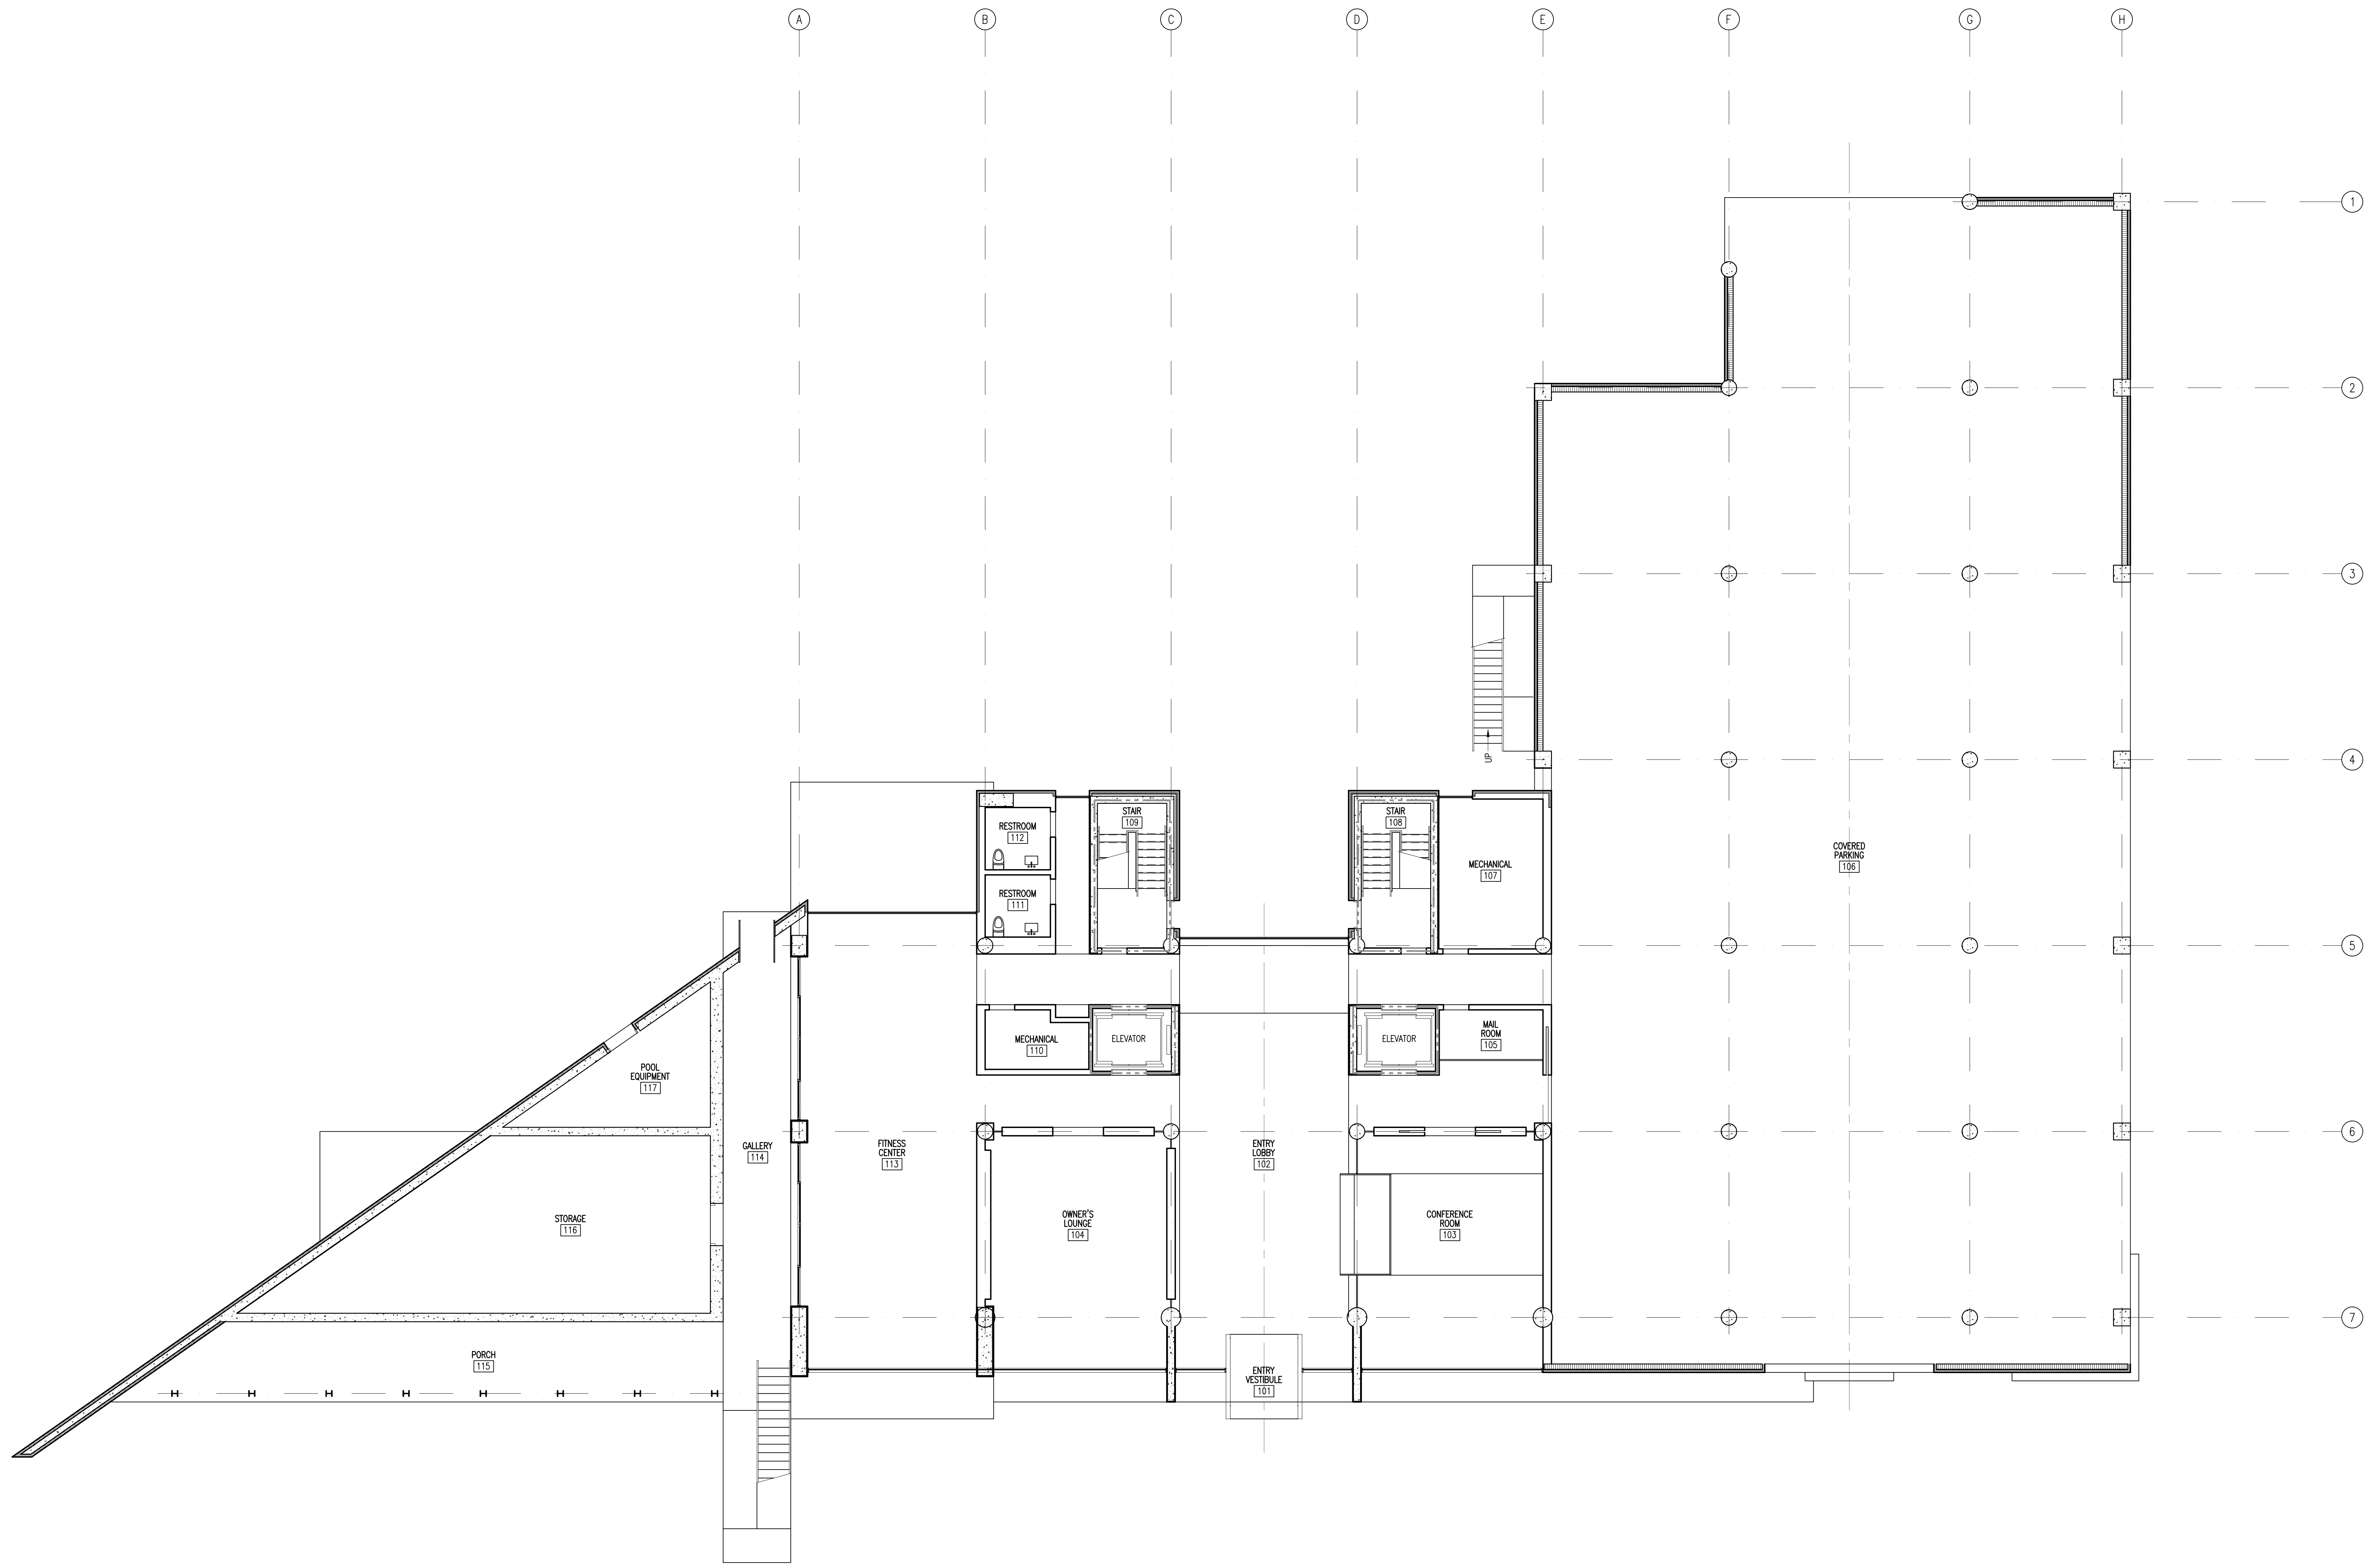 A
B
C
D
E
F
G
H
1
2
3
4
UP
STAIR
109
STAIR
108
RESTROOM
112
MECHANICAL
107
COVERED
PARKING
106
RESTROOM
111
5
MECHANICAL
110
ELEVATOR
ELEVATOR
MAIL
ROOM
105
POOL
EQUIPMENT
117
6
GALLERY
114
FITNESS
CENTER
113
ENTRY
LOBBY
102
STORAGE
116
OWNER'S
LOUNGE
104
CONFERENCE
ROOM
103
7
PORCH
115
ENTRY
VESTIBULE
101